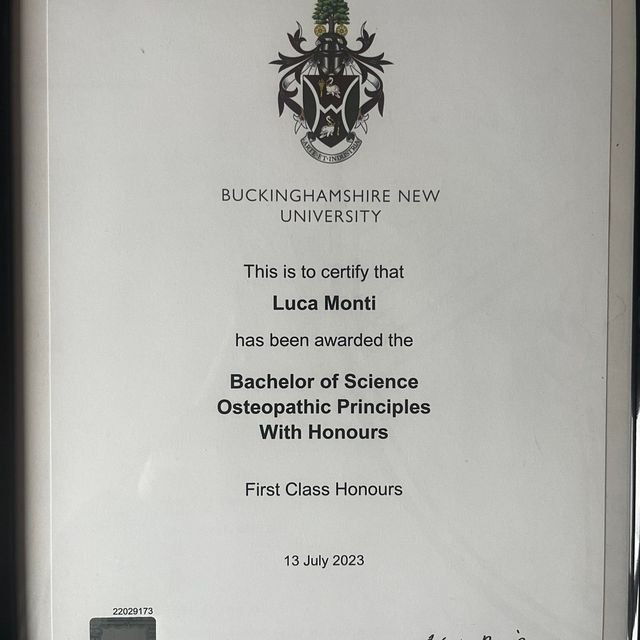 BUCKINGHAMSHIRE NEW
UNIVERSITY
This is to certify that
Luca Monti
has been awarded the
Bachelor of Science
Osteopathic Principles
With Honours
First Class Honours
13 July 2023
22029173